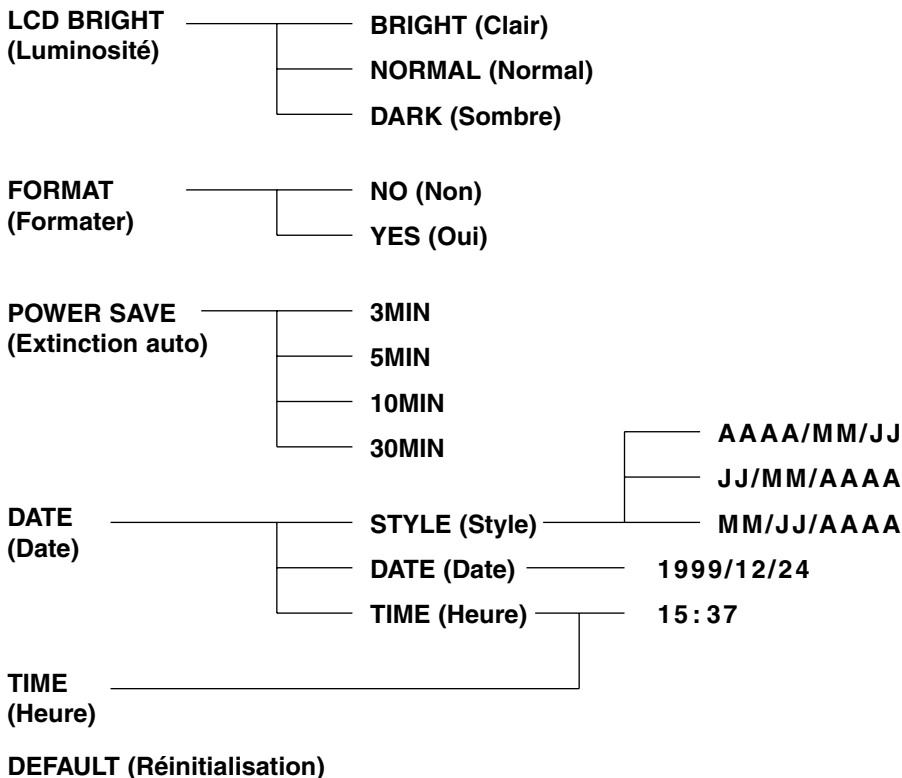 LCD BRIGHT
(Luminosité)
BRIGHT (Clair)
NORMAL (Normal)
DARK (Sombre)
FORMAT
(Formater)
NO (Non)
YES (Oui)
POWER SAVE
(Extinction auto)
3MIN
5MIN
10MIN
30MIN
DATE
(Date)
STYLE (Style)
AAAA/MM/JJ
JJ/MM/AAAA
MM/JJ/AAAA
DATE (Date)
1999/12/24
TIME (Heure)
15:37
TIME
(Heure)
DEFAULT (Réinitialisation)